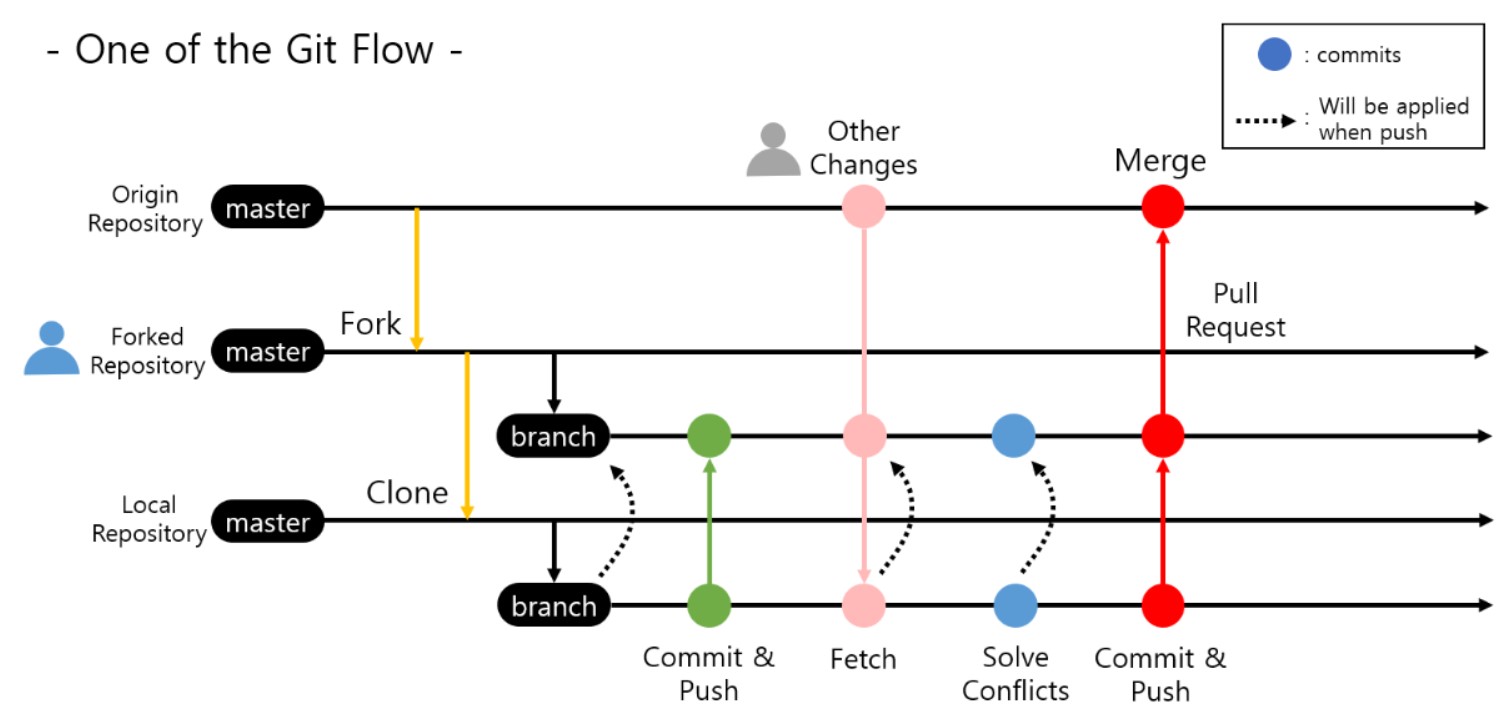 - One of the Git Flow -
: commits
: Will be applied
when push
Other
Changes
Merge
Origin
Repository
master
Pull
Request
Fork
Forked
Repository
master
branch
Clone
Local
Repository
master
branch
Commit &
Push
Fetch
Solve
Conflicts
Commit &
Push